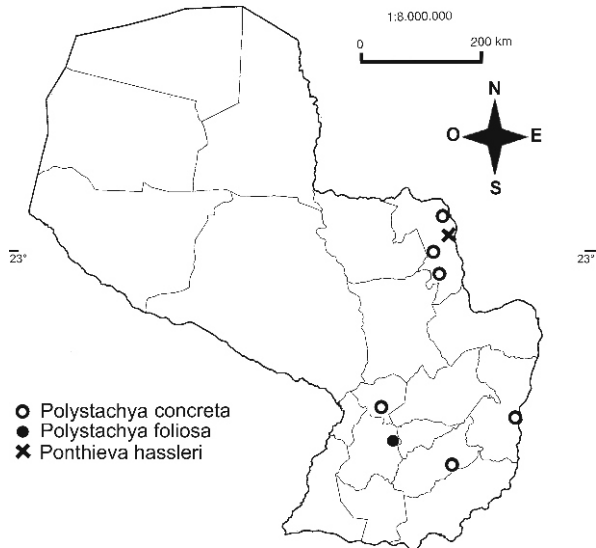 1:8.000.000
0 200 km
N
O E
S
23° 23°
Polystachya concreta
Polystachya foliosa
Ponthieva hassleri